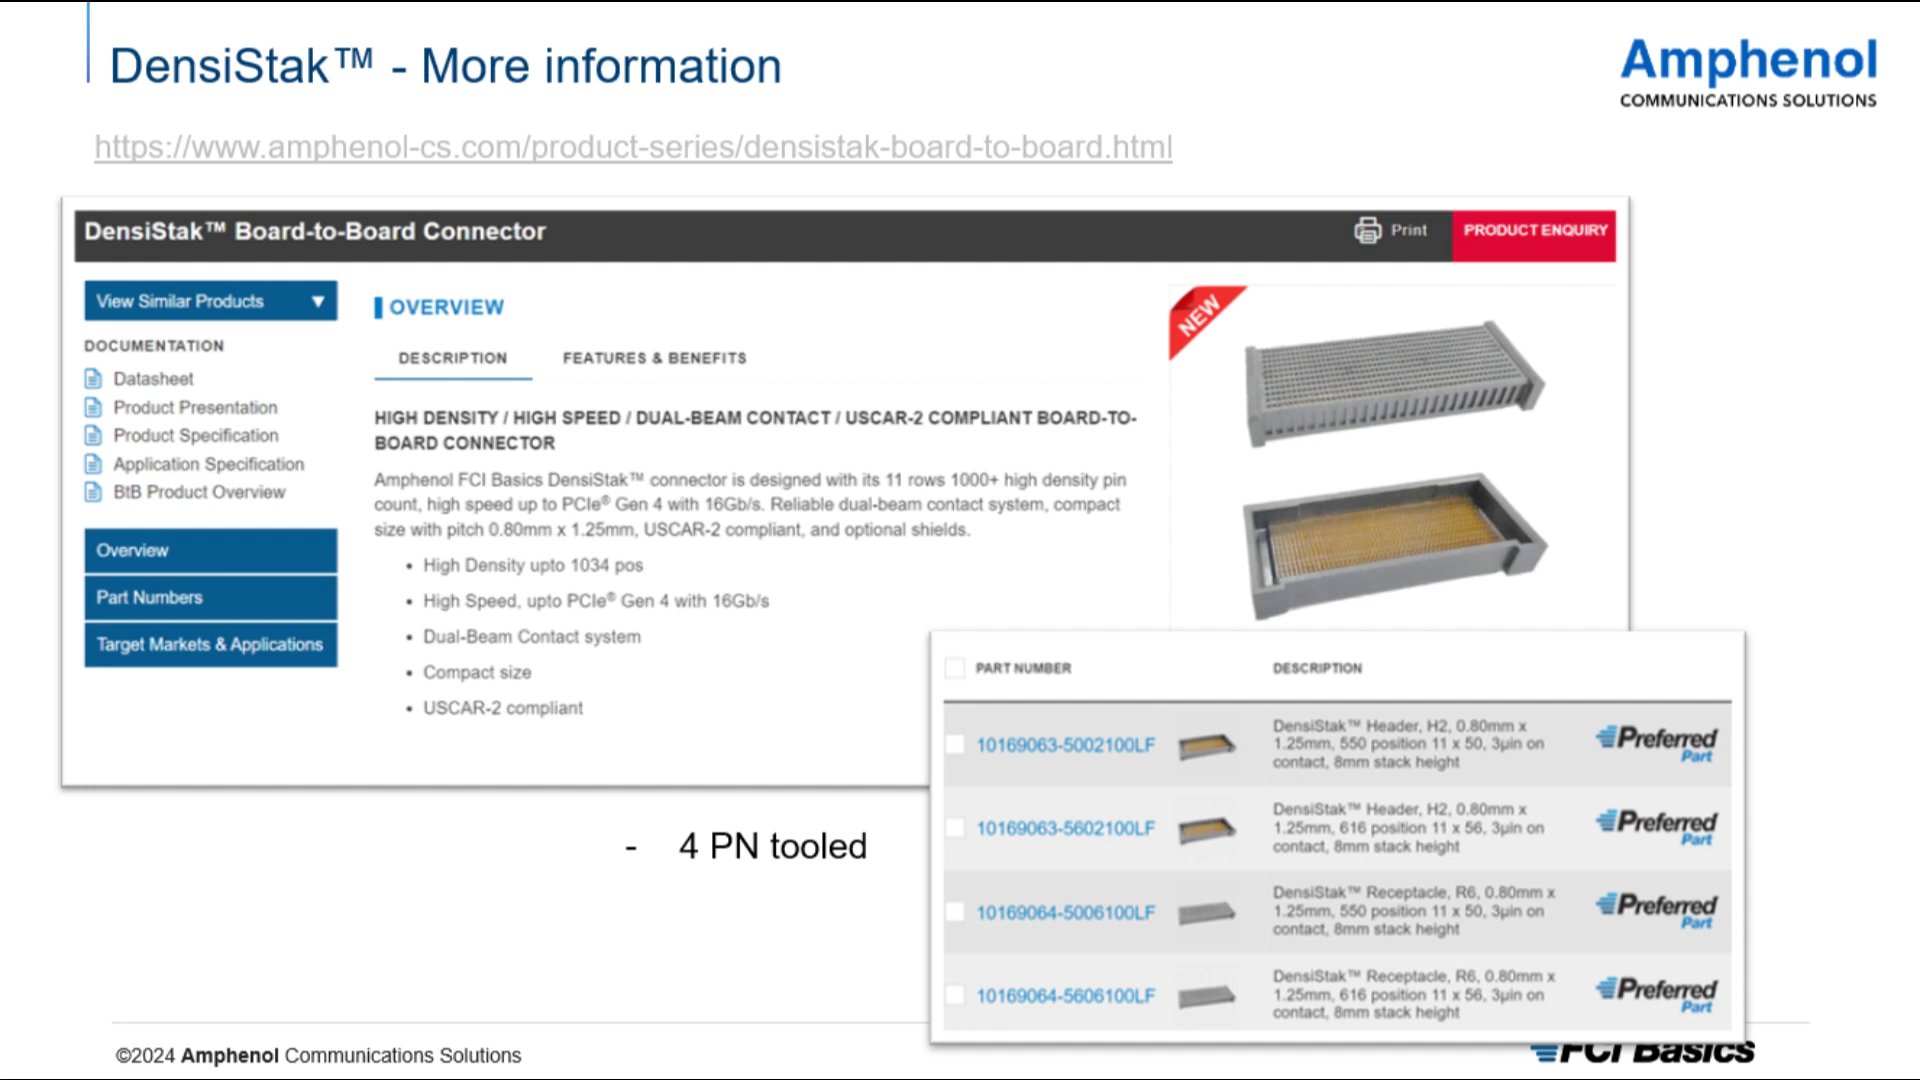 DensiStak™ - More information
Amphenol
COMMUNICATIONS SOLUTIONS
https://www.amphenol-cs.com/product-series/densistak-board-to-board.html
DensiStak™ Board-to-Board Connector
Print
PRODUCT ENQUIRY
View Similar Products
DOCUMENTATION
Datasheet
Product Presentation
Product Specification
Application Specification
BtB Product Overview
Overview
Part Numbers
Target Markets & Applications
OVERVIEW
DESCRIPTION
FEATURES & BENEFITS
HIGH DENSITY / HIGH SPEED / DUAL-BEAM CONTACT / USCAR-2 COMPLIANT BOARD-TO-
BOARD CONNECTOR
Amphenol FCI Basics DensiStak™ connector is designed with its 11 rows 1000+ high density pin
count, high speed up to PCIe® Gen 4 with 16Gb/s. Reliable dual-beam contact system, compact
size with pitch 0.80mm x 1.25mm, USCAR-2 compliant, and optional shields.
• High Density upto 1034 pos
• High Speed, upto PCIe® Gen 4 with 16Gb/s
• Dual-Beam Contact system
• Compact size
• USCAR-2 compliant
NEW
- 4 PN tooled
PART NUMBER
DESCRIPTION
10169063-5002100LF
DensiStak™ Header, H2, 0.80mm x
1.25mm, 550 position 11 x 50, 3µin on
contact, 8mm stack height
Preferred
Part
10169063-5602100LF
DensiStak™ Header, H2, 0.80mm x
1.25mm, 616 position 11 x 56, 3µin on
contact, 8mm stack height
Preferred
Part
10169064-5006100LF
DensiStak™ Receptacle, R6, 0.80mm x
1.25mm, 550 position 11 x 50, 3µin on
contact, 8mm stack height
Preferred
Part
10169064-5606100LF
DensiStak™ Receptacle, R6, 0.80mm x
1.25mm, 616 position 11 x 56, 3µin on
contact, 8mm stack height
Preferred
Part
©2024 Amphenol Communications Solutions
FCI Basics